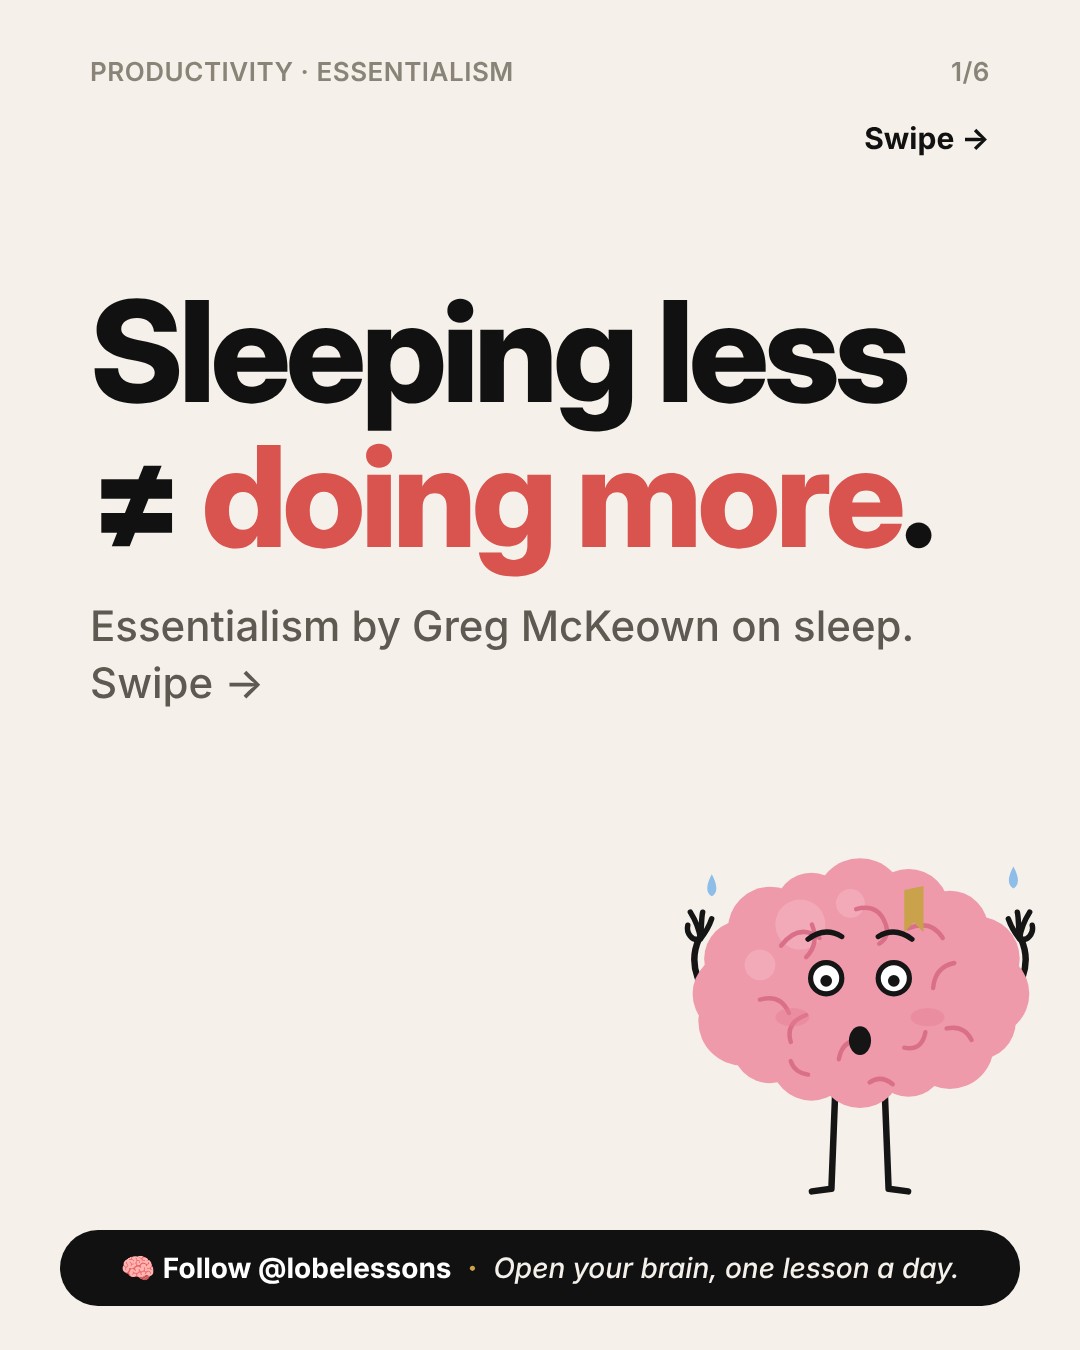 PRODUCTIVITY · ESSENTIALISM
1/6
Swipe →
Sleeping less
≠ doing more.
Essentialism by Greg McKeown on sleep.
Swipe →
🧠 Follow @lobelessons · Open your brain, one lesson a day.